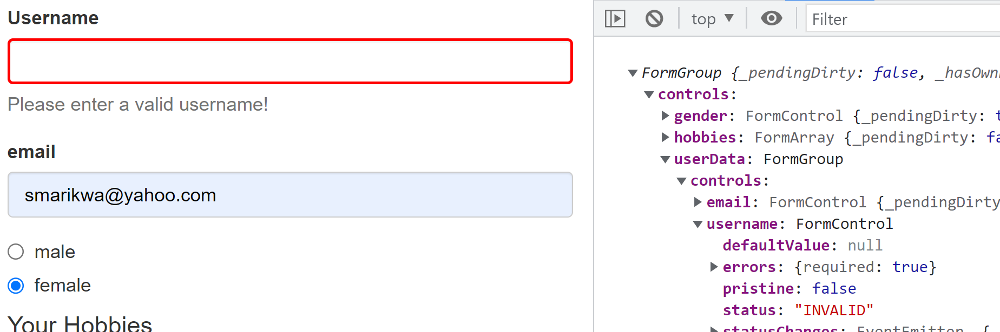 Username
Please enter a valid username!
email
smarikwa@yahoo.com
male
female
Your Hobbies
top
Filter
FormGroup {_pendingDirty: false, _hasOwn
controls:
gender: FormControl {_pendingDirty: t
hobbies: FormArray {_pendingDirty: fa
userData: FormGroup
controls:
email: FormControl {_pendingDirty
username: FormControl
defaultValue: null
errors: {required: true}
pristine: false
status: "INVALID"
statusChanges: EventEmitter {